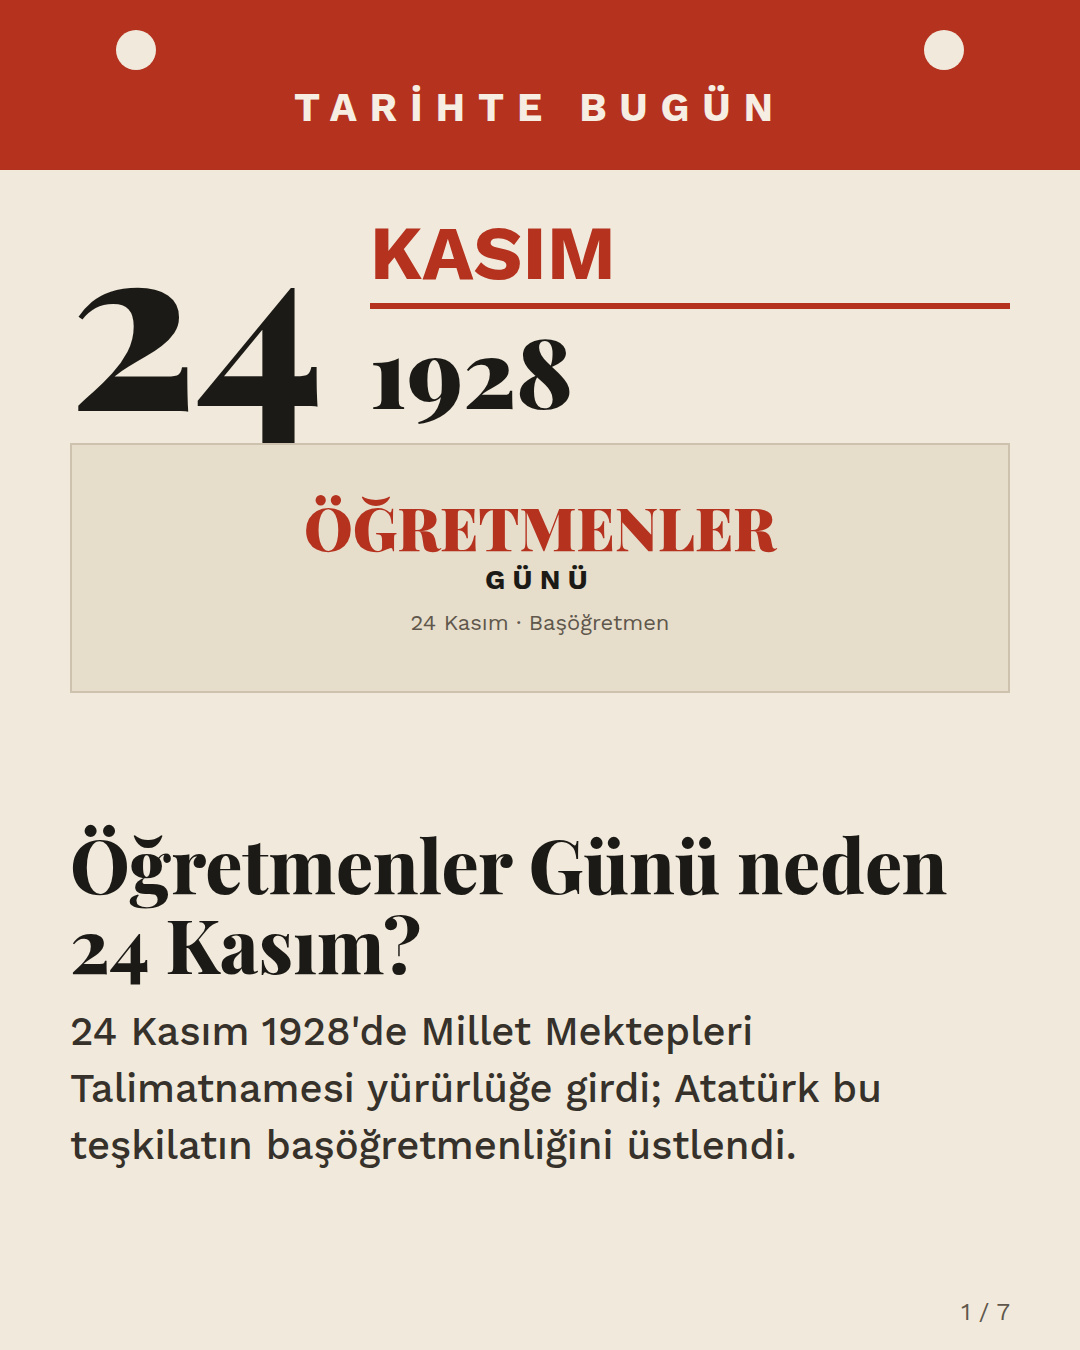 TARİHTE BUGÜN
24
KASIM
1928
ÖĞRETMENLER
GÜNÜ
24 Kasım · Başöğretmen
Öğretmenler Günü neden
24 Kasım?
24 Kasım 1928'de Millet Mektepleri
Talimatnamesi yürürlüğe girdi; Atatürk bu
teşkilatın başöğretmenliğini üstlendi.
1 / 7